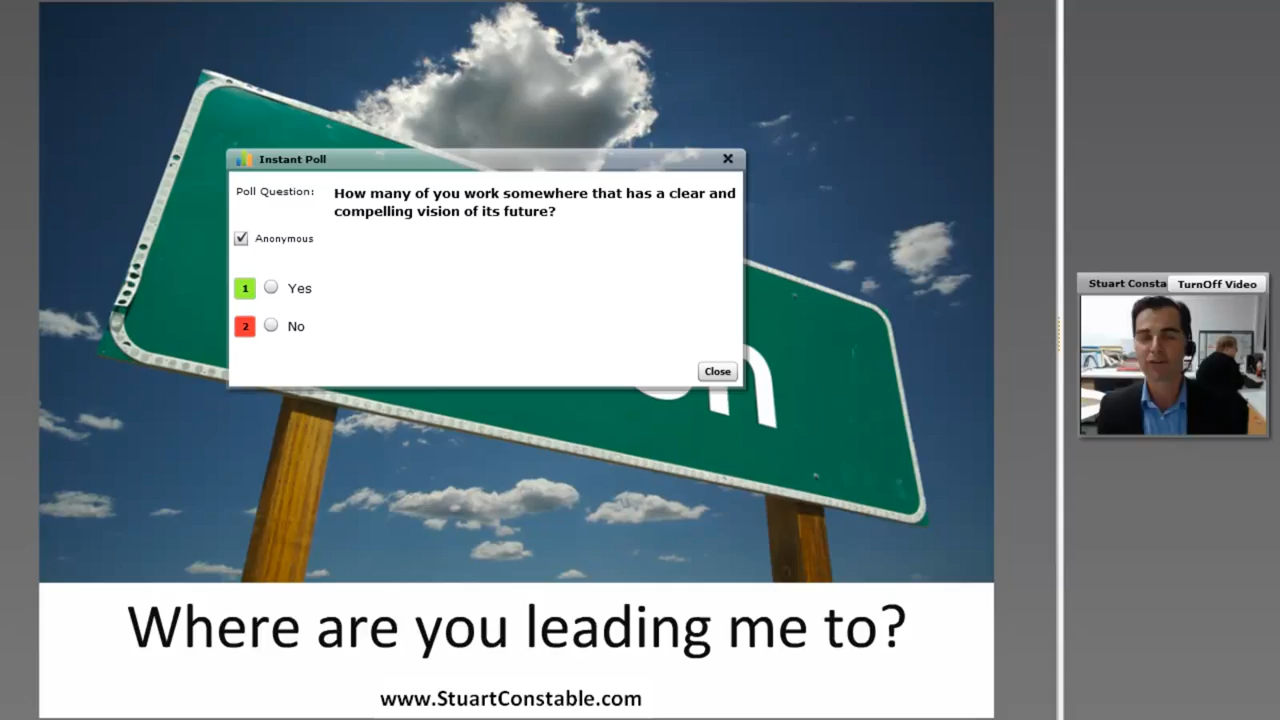 Instant Poll
Poll Question:
How many of you work somewhere that has a clear and
compelling vision of its future?
Anonymous
1 Yes
2 No
Close
Stuart Consta
TurnOff Video
Where are you leading me to?
www.StuartConstable.com